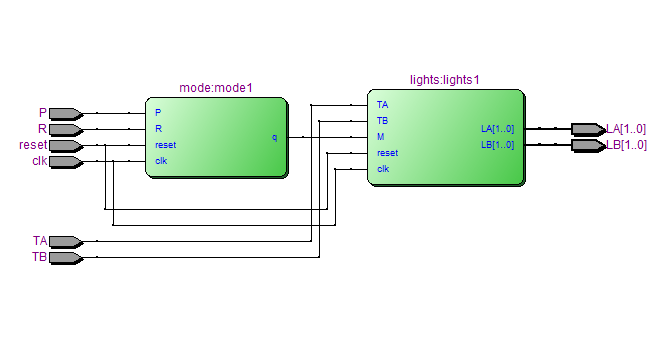 mode:mode1
lights:lights1
P
R
reset
clk
TA
TB
P
R
reset
clk
q
TA
TB
M
reset
clk
LA[1..0]
LB[1..0]
LA[1..0]
LB[1..0]